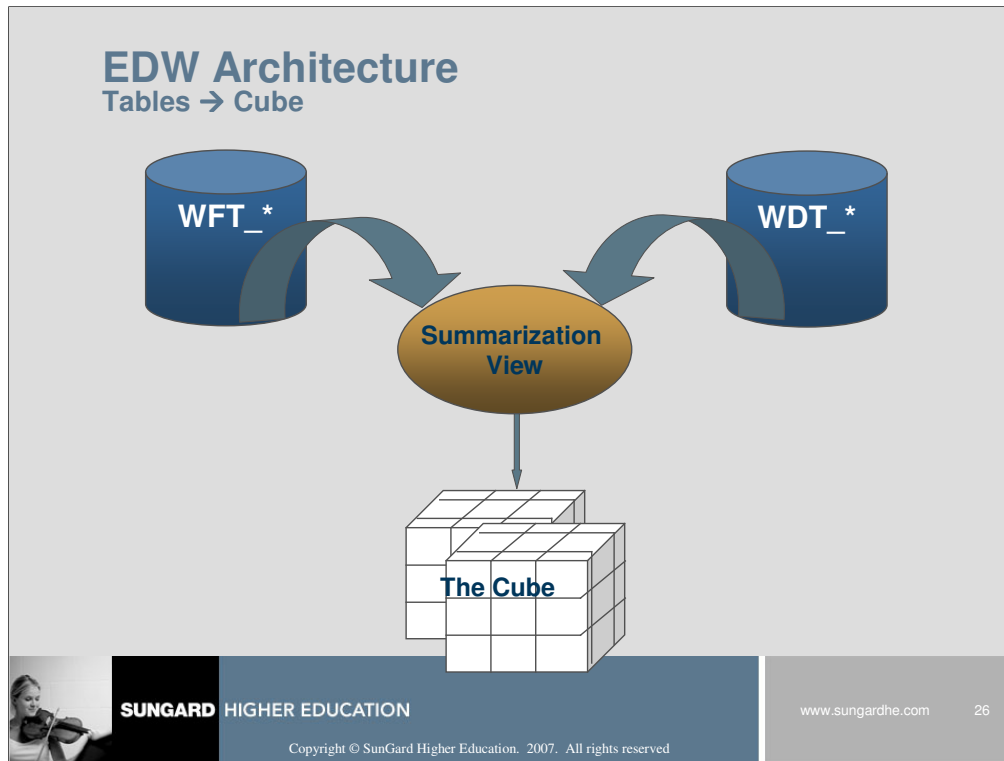 EDW Architecture
Tables → Cube
WFT_*
WDT_*
Summarization
View
The Cube
SUNGARD HIGHER EDUCATION
www.sungardhe.com 26
Copyright © SunGard Higher Education. 2007. All rights reserved